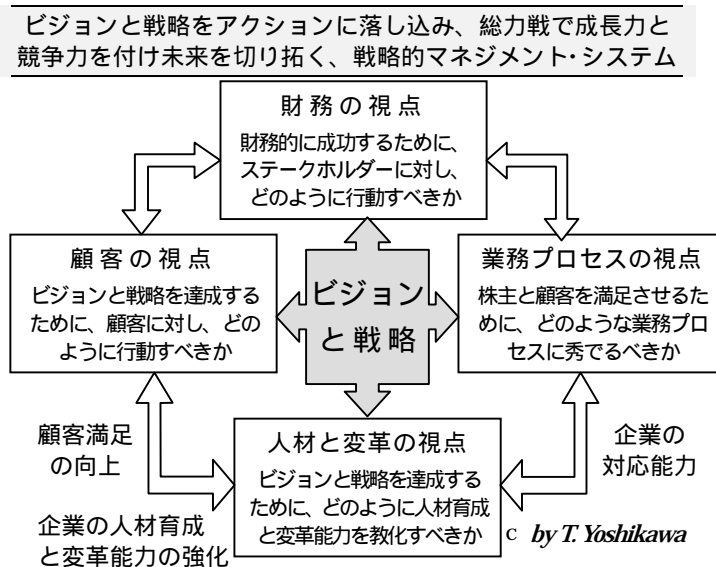 ビジョンと戦略をアクションに落し込み、総力戦で成長力と
競争力を付け未来を切り拓く、戦略的マネジメント・システム
財務の視点
財務的に成功するために、
ステークホルダーに対し、
どのように行動すべきか
顧客の視点
ビジョンと戦略を達成する
ために、顧客に対し、どの
ように行動すべきか
ビジョン
と戦略
業務プロセスの視点
株主と顧客を満足させるた
めに、どのような業務プロ
セスに秀でるべきか
顧客満足
の向上
人材と変革の視点
ビジョンと戦略を達成する
ために、どのように人材育成
と変革能力を教化すべきか
企業の
対応能力
企業の人材育成
と変革能力の強化
c by T. Yoshikawa